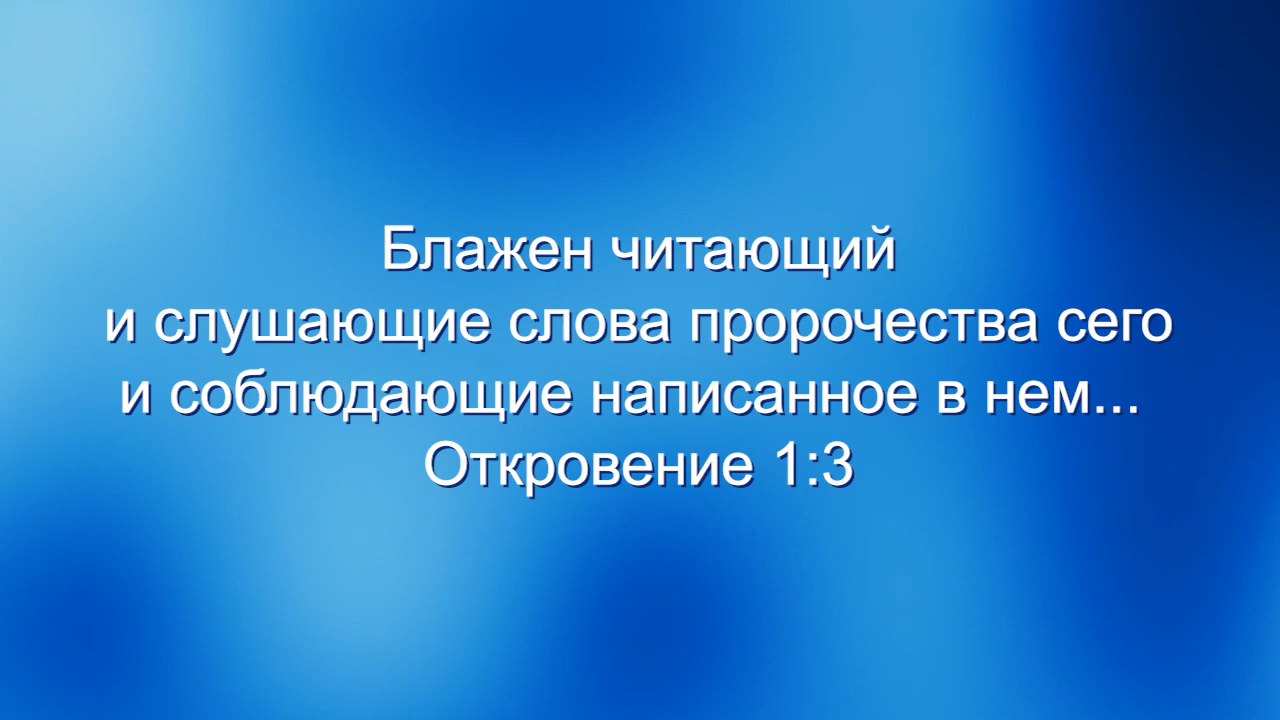 Блажен читающий
и слушающие слова пророчества сего
и соблюдающие написанное в нем...
Откровение 1:3